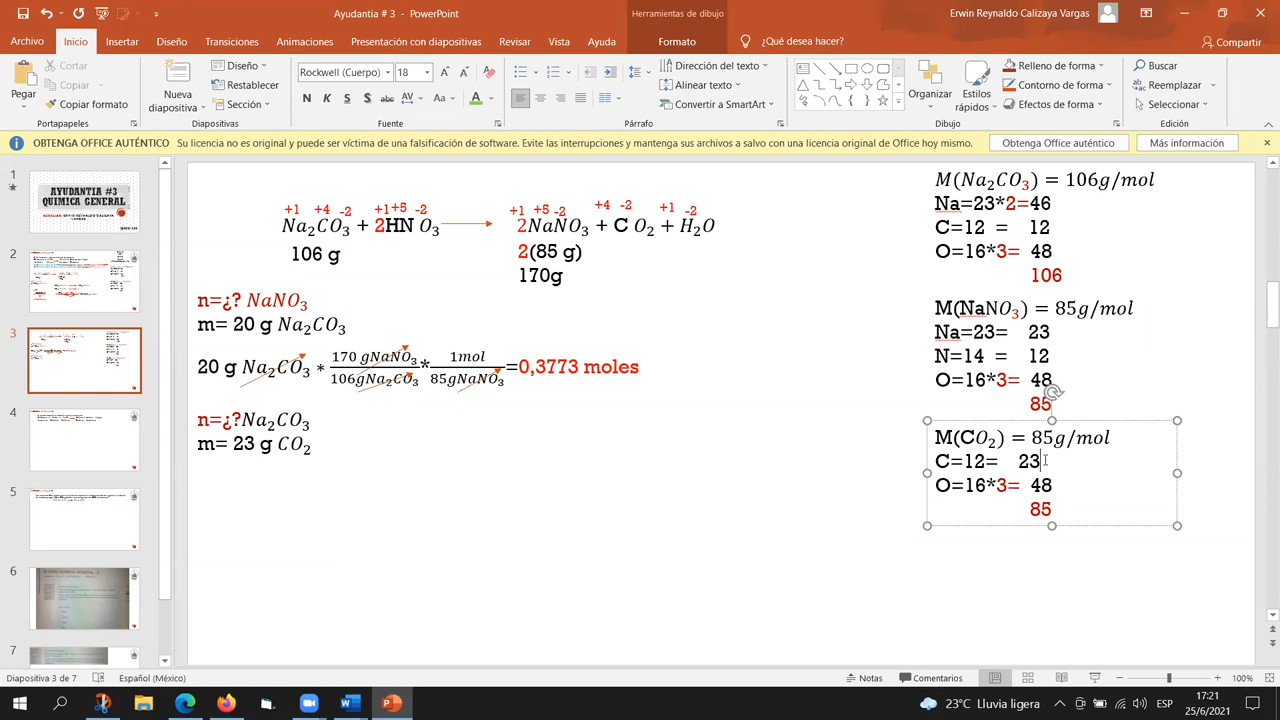 Ayudantia # 3 - PowerPoint
Herramientas de dibujo
Erwin Reynaldo Calizaya Vargas
Archivo Inicio Insertar Diseño Transiciones Animaciones Presentación con diapositivas Revisar Vista Ayuda Formato ¿Qué desea hacer? Compartir
Pegar
Cortar
Copiar
Copiar formato
Portapapeles
Nueva diapositiva
Diseño
Restablecer
Sección
Diapositivas
Rockwell (Cuerpo) 18
N K S S abc AV Aa A
Fuente
Párrafo
Dirección del texto
Alinear texto
Convertir a SmartArt
Organizar
Estilos rápidos
Relleno de forma
Contorno de forma
Efectos de forma
Dibujo
Buscar
Reemplazar
Seleccionar
Edición
OBTENGA OFFICE AUTÉNTICO Su licencia no es original y puede ser víctima de una falsificación de software. Evite las interrupciones y mantenga sus archivos a salvo con una licencia original de Office hoy mismo. Obtenga Office auténtico Más información
1
AYUDANTIA #3
QUIMICA GENERAL
2
3
4
5
6
7
+1 +4 -2 +1 +5 -2 +1 +5 -2 +4 -2 +1 -2
Na₂CO₃ + 2HN O₃ → 2NaNO₃ + C O₂ + H₂O
106 g 2(85 g)
170g
n=¿? NaNO₃
m= 20 g Na₂CO₃
20 g Na₂CO₃ * 170 gNaNO₃/106gNa₂CO₃ * 1mol/85gNaNO₃ =0,3773 moles
n=¿?Na₂CO₃
m= 23 g CO₂
M(Na₂CO₃) = 106g/mol
Na=23*2=46
C=12 = 12
O=16*3= 48
106
M(NaNO₃) = 85g/mol
Na=23= 23
N=14 = 12
O=16*3= 48
85
M(CO₂) = 85g/mol
C=12= 23
O=16*3= 48
85
Diapositiva 3 de 7 Español (México) Notas Comentarios 100%
23°C Lluvia ligera ESP 17:21
25/6/2021